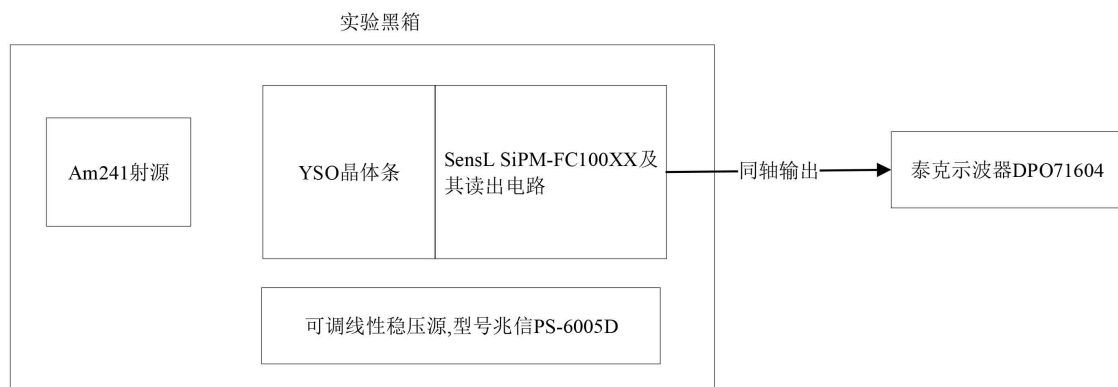 实验黑箱
Am241射源
YSO晶体条
SensL SiPM-FC100XX及
其读出电路
同轴输出
泰克示波器DPO71604
可调线性稳压源,型号兆信PS-6005D